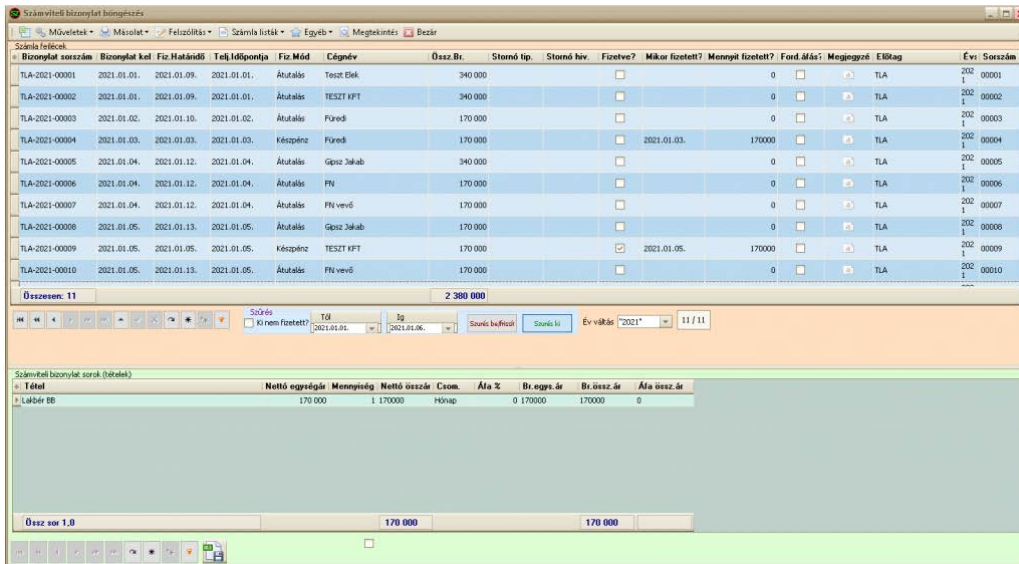 Számviteli bizonylat böngészés
Műveletek Másolat Felszólítás Számla listák Egyéb Megtekintés Bezár
Számla fejlécek
Bizonylat sorszám Bizonylat kel Fiz.Határidő Telj.Időpontja Fiz.Mód Cégnév Össz.Br. Stornó tip. Stornó hiv. Fizetve? Mikor fizetett? Mennyit fizetett? Ford.áfás? Megjegyzé Előtag Évs Sorszám
TLA-2021-00001 2021.01.01. 2021.01.09. 2021.01.01. Átutalás Teszt Elek 340 000 0 TLA 2021 00001
TLA-2021-00002 2021.01.01. 2021.01.09. 2021.01.01. Átutalás TESZT KFT 340 000 0 TLA 2021 00002
TLA-2021-00003 2021.01.02. 2021.01.10. 2021.01.02. Átutalás Füredi 170 000 0 TLA 2021 00003
TLA-2021-00004 2021.01.03. 2021.01.03. 2021.01.03. Készpénz Füredi 170 000 2021.01.03. 170000 TLA 2021 00004
TLA-2021-00005 2021.01.04. 2021.01.12. 2021.01.04. Átutalás Gipsz Jakab 340 000 0 TLA 2021 00005
TLA-2021-00006 2021.01.04. 2021.01.12. 2021.01.04. Átutalás FN 170 000 0 TLA 2021 00006
TLA-2021-00007 2021.01.04. 2021.01.12. 2021.01.04. Átutalás FN vevő 170 000 0 TLA 2021 00007
TLA-2021-00008 2021.01.05. 2021.01.13. 2021.01.05. Átutalás Gipsz Jakab 170 000 0 TLA 2021 00008
TLA-2021-00009 2021.01.05. 2021.01.05. 2021.01.05. Készpénz TESZT KFT 170 000 2021.01.05. 170000 TLA 2021 00009
TLA-2021-00010 2021.01.05. 2021.01.13. 2021.01.05. Átutalás FN vevő 170 000 0 TLA 2021 00010
Összesen: 11 2 380 000
Szűrés
Ki nem fizetett? Tól Ig
2021.01.01. 2021.01.06. Szűrés be/frissít Szűrés ki Év váltás "2021" 11 / 11
Számviteli bizonylat sorok (tételek)
Tétel Nettó egységár Mennyiség Nettó összár Csom. Áfa % Br.egys.ár Br.össz.ár Áfa össz.ár
Lakbér BB 170 000 1 170000 Hónap 0 170000 170000 0
Össz sor 1,0 170 000 170 000